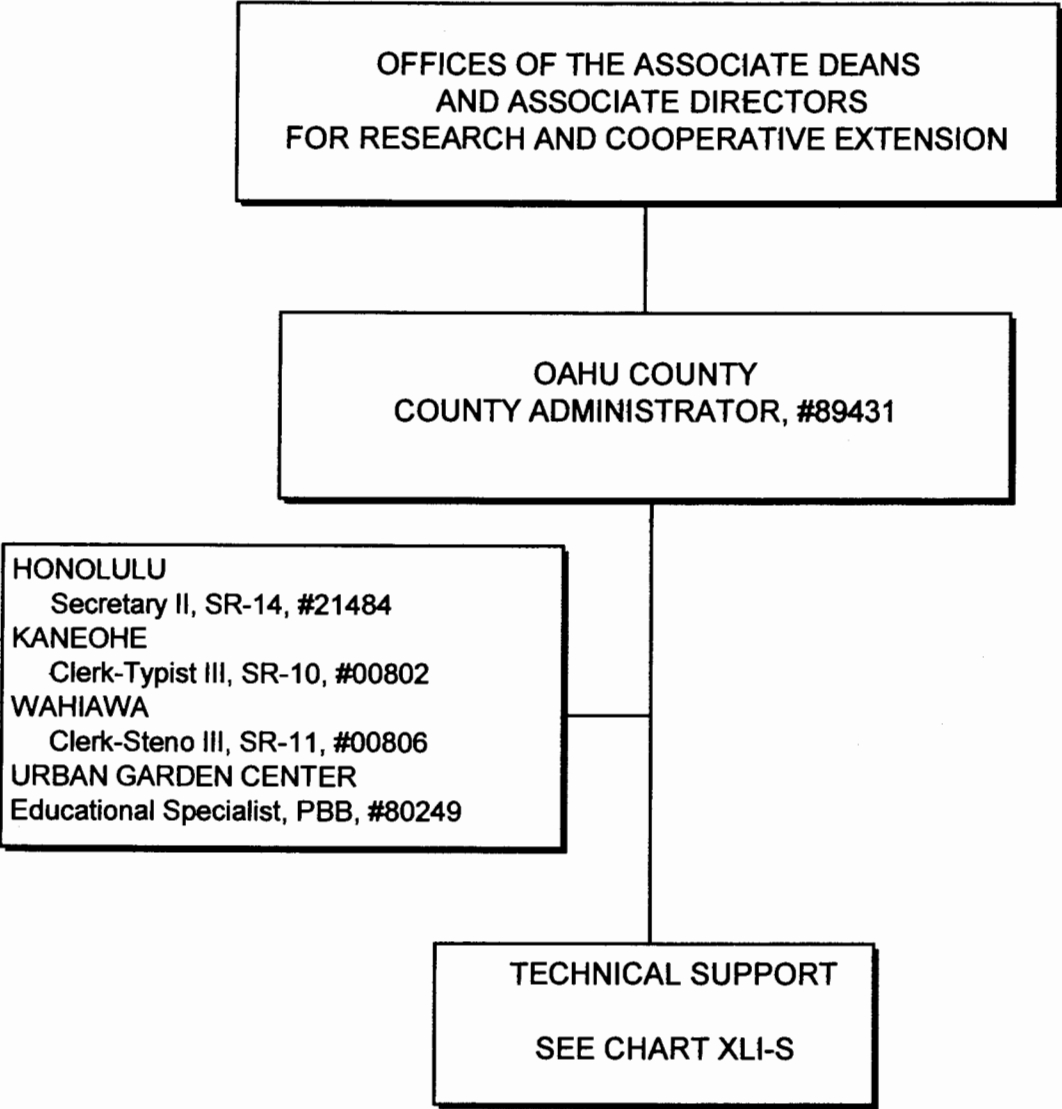 OFFICES OF THE ASSOCIATE DEANS
AND ASSOCIATE DIRECTORS
FOR RESEARCH AND COOPERATIVE EXTENSION
OAHU COUNTY
COUNTY ADMINISTRATOR, #89431
HONOLULU
Secretary II, SR-14, #21484
KANEOHE
Clerk-Typist III, SR-10, #00802
WAHIAWA
Clerk-Steno III, SR-11, #00806
URBAN GARDEN CENTER
Educational Specialist, PBB, #80249
TECHNICAL SUPPORT
SEE CHART XLI-S